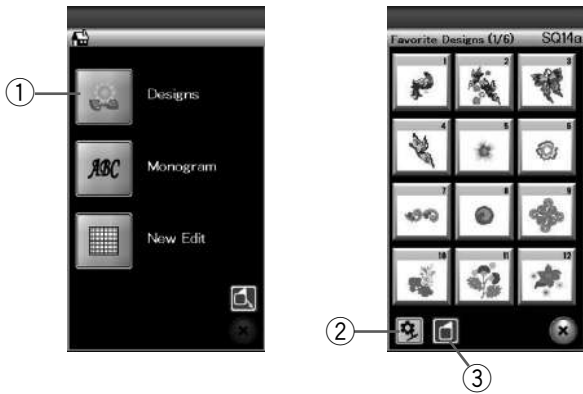 1
Designs
ABC
Monogram
New Edit
Favorite Designs (1/6) SQ14a
1 2 3
4 5 6
7 8 9
10 11 12
2
3